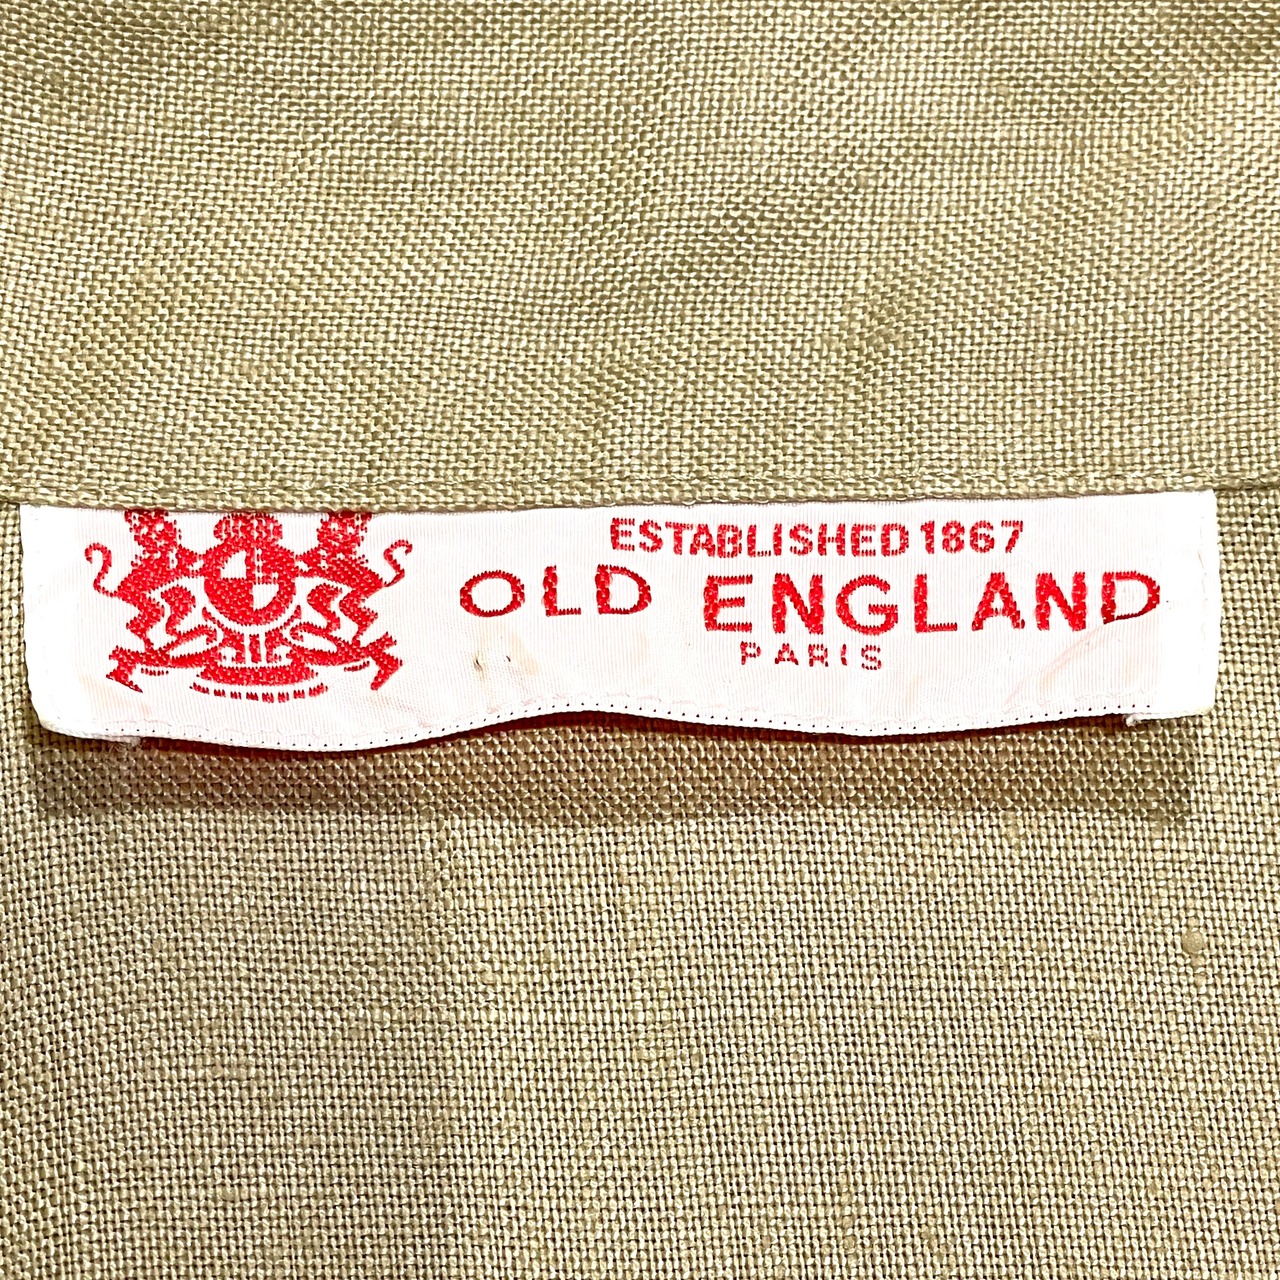 ESTABLISHED 1867
OLD ENGLAND
PARIS